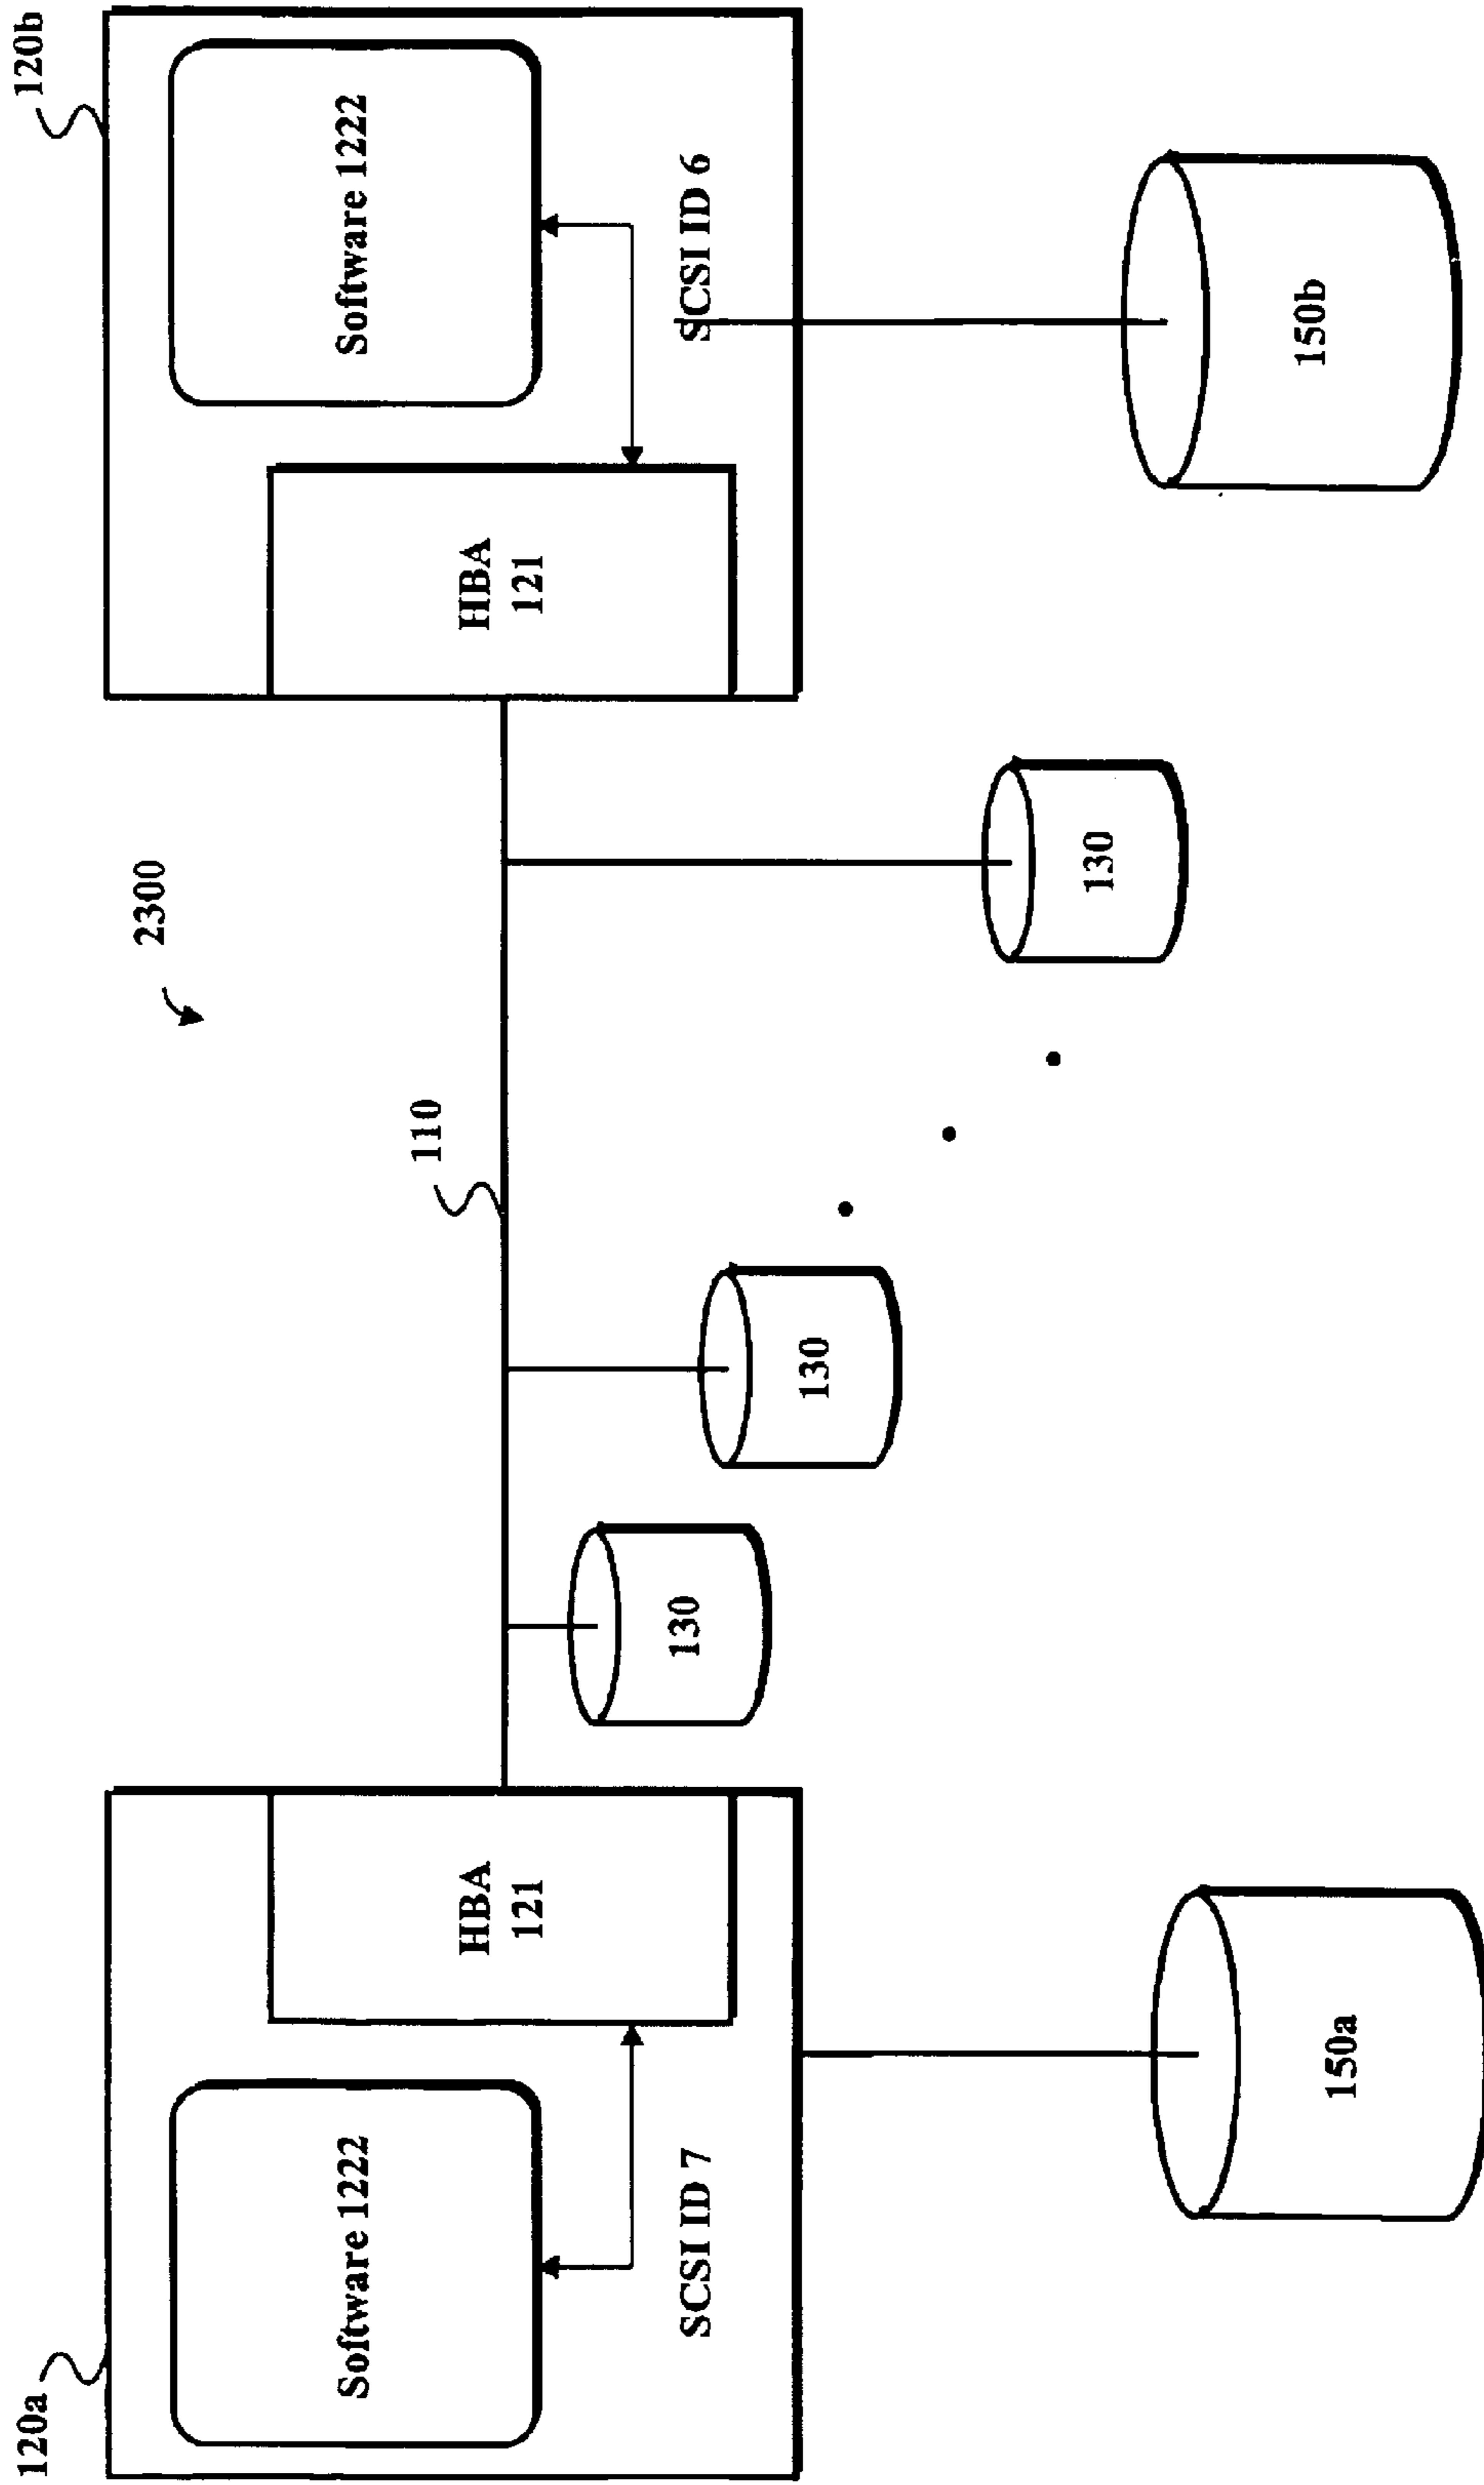 2300
120a
120b
Software 1222
HBA
121
SCSI ID 7
110
HBA
121
Software 1222
SCSI ID 6
130
130
130
150a
150b